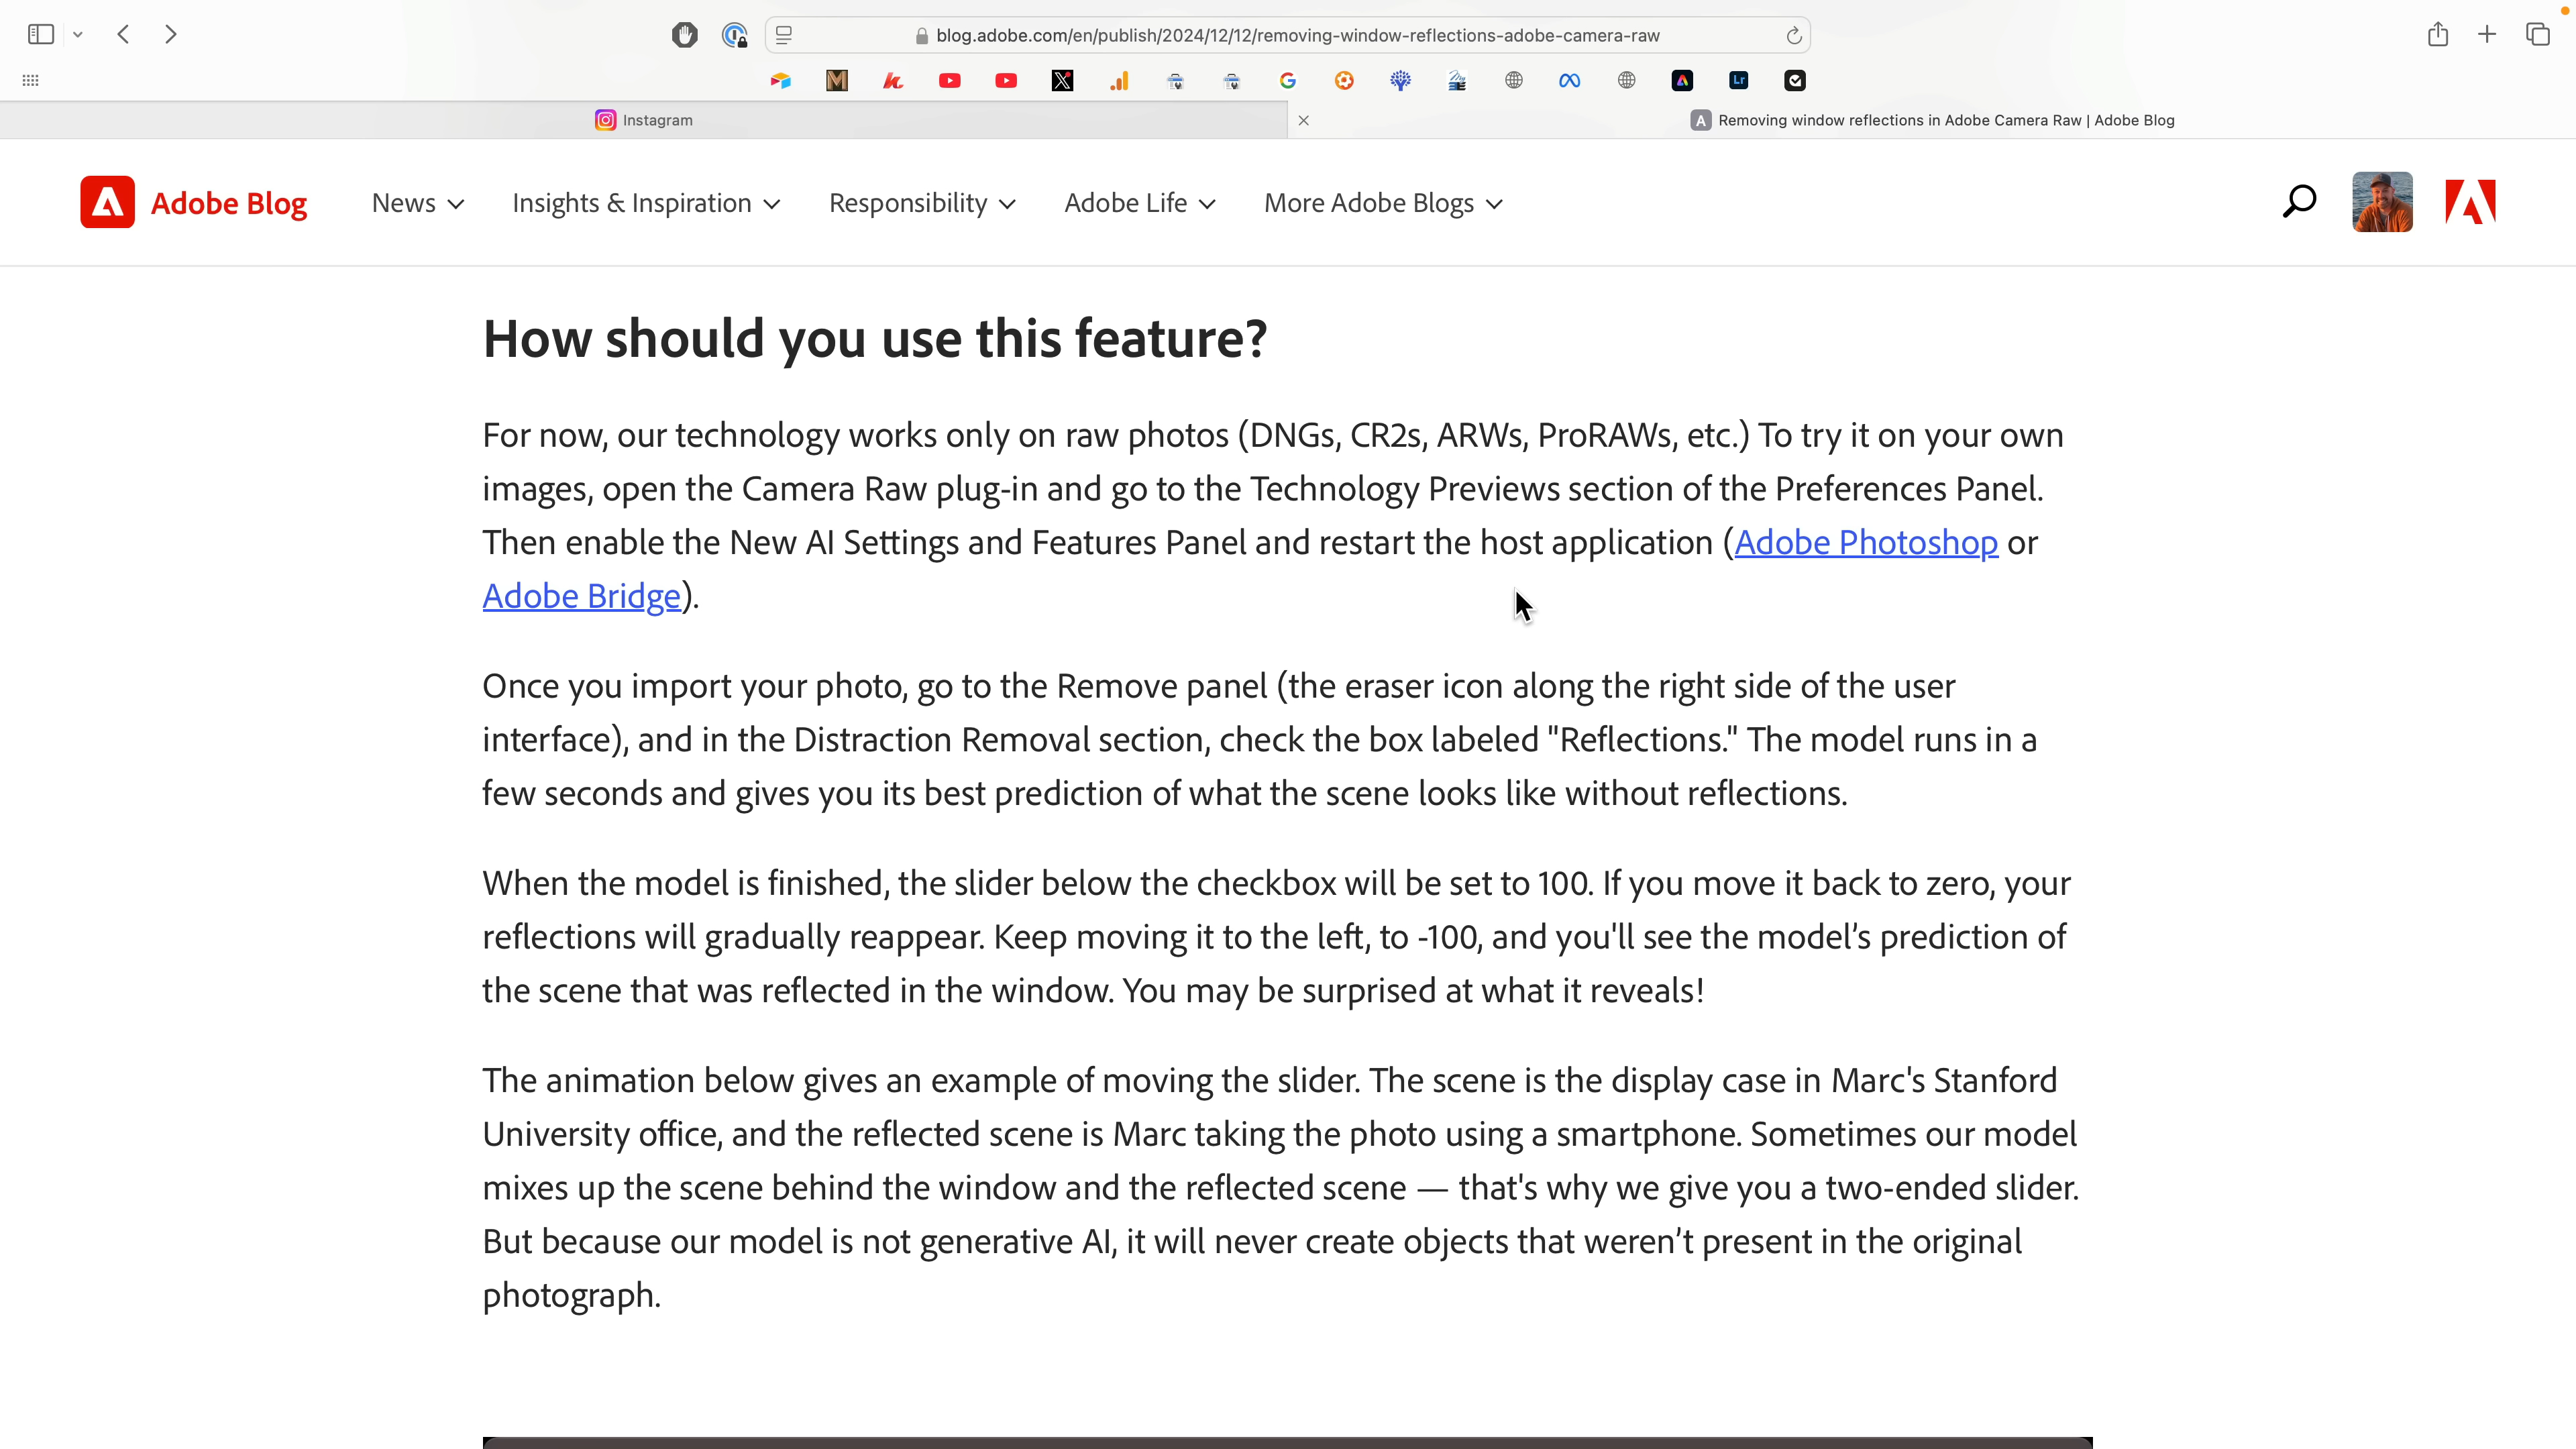 blog.adobe.com/en/publish/2024/12/12/removing-window-reflections-adobe-camera-raw
Instagram
Removing window reflections in Adobe Camera Raw | Adobe Blog
Adobe Blog
News
Insights & Inspiration
Responsibility
Adobe Life
More Adobe Blogs
How should you use this feature?
For now, our technology works only on raw photos (DNGs, CR2s, ARWs, ProRAWs, etc.) To try it on your own
images, open the Camera Raw plug-in and go to the Technology Previews section of the Preferences Panel.
Then enable the New AI Settings and Features Panel and restart the host application (Adobe Photoshop or
Adobe Bridge).
Once you import your photo, go to the Remove panel (the eraser icon along the right side of the user
interface), and in the Distraction Removal section, check the box labeled "Reflections." The model runs in a
few seconds and gives you its best prediction of what the scene looks like without reflections.
When the model is finished, the slider below the checkbox will be set to 100. If you move it back to zero, your
reflections will gradually reappear. Keep moving it to the left, to -100, and you'll see the model’s prediction of
the scene that was reflected in the window. You may be surprised at what it reveals!
The animation below gives an example of moving the slider. The scene is the display case in Marc's Stanford
University office, and the reflected scene is Marc taking the photo using a smartphone. Sometimes our model
mixes up the scene behind the window and the reflected scene — that's why we give you a two-ended slider.
But because our model is not generative AI, it will never create objects that weren’t present in the original
photograph.